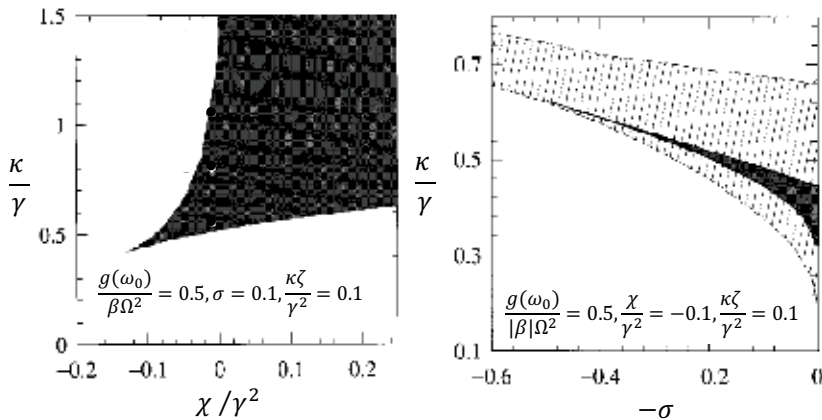 1.5
1
0.5
0
κ/γ
g(ω₀)/βΩ² = 0.5, σ = 0.1, κζ/γ² = 0.1
−0.2 −0.1 0 0.1 0.2
χ/γ²
0.7
0.5
0.3
0.1
κ/γ
g(ω₀)/|β|Ω² = 0.5, χ/γ² = −0.1, κζ/γ² = 0.1
−0.6 −0.4 0.2 0
−σ